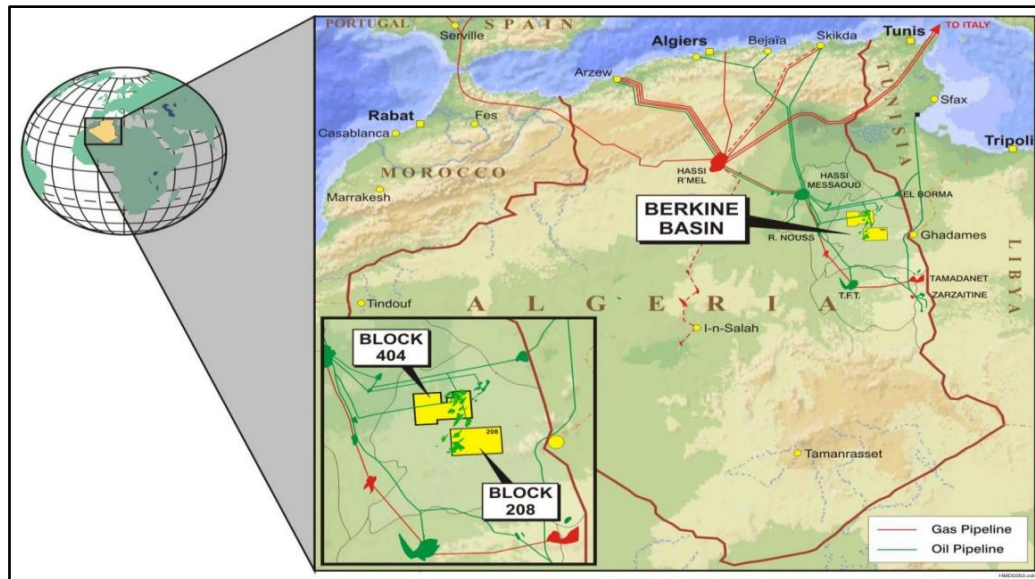 PORTUGAL
SPAIN
TO ITALY
Serville
Algiers
Bejaïa
Skikda
Tunis
Arzew
TUNISIA
Sfax
Rabat
Fes
Casablanca
Tripoli
MOROCCO
HASSI
R'MEL
HASSI
MESSAOUD
Marrakesh
EL BORMA
BERKINE
BASIN
R. NOUSS
Ghadames
LIBYA
TAMADANET
T.F.T.
ZARZAITINE
Tindouf
ALGERIA
I-n-Salah
BLOCK
404
208
BLOCK
208
Tamanrasset
Gas Pipeline
Oil Pipeline